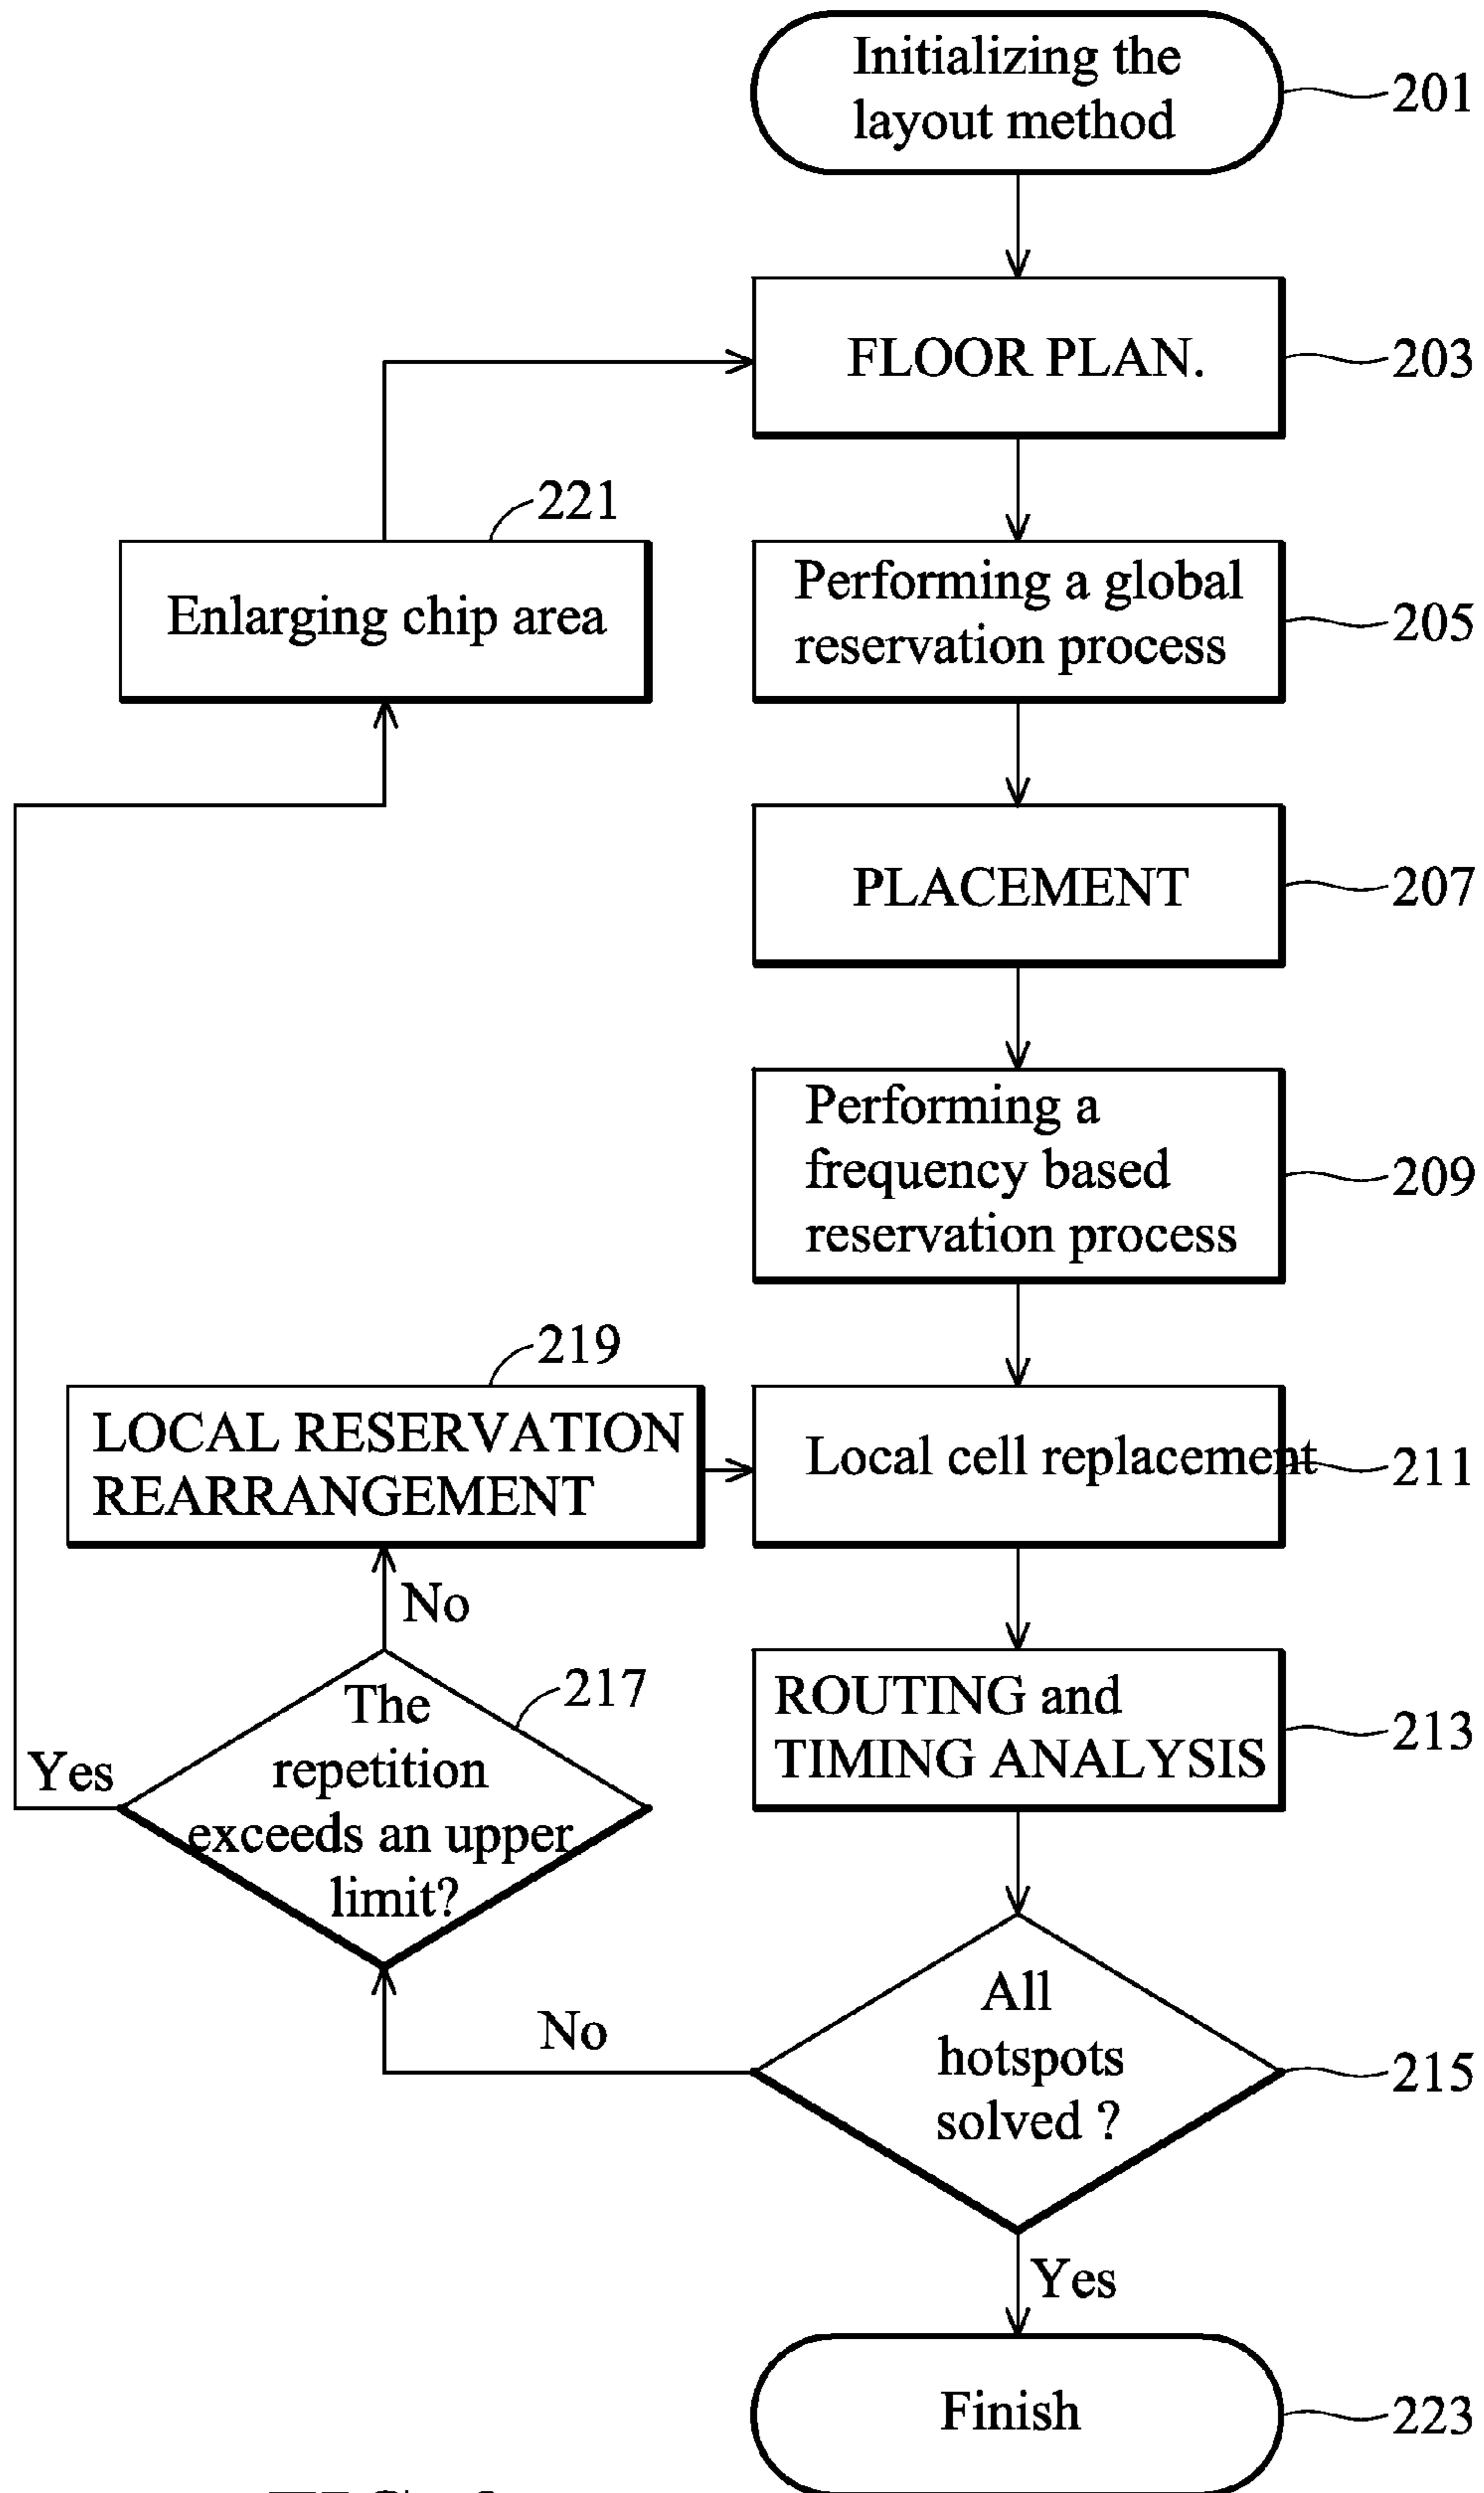 Initializing the
layout method
201
FLOOR PLAN.
203
221
Enlarging chip area
Performing a global
reservation process
205
PLACEMENT
207
Performing a
frequency based
reservation process
209
219
LOCAL RESERVATION
REARRANGEMENT
Local cell replacement
211
No
217
The
repetition
exceeds an upper
limit?
Yes
ROUTING and
TIMING ANALYSIS
213
All
hotspots
solved ?
215
No
Yes
Finish
223